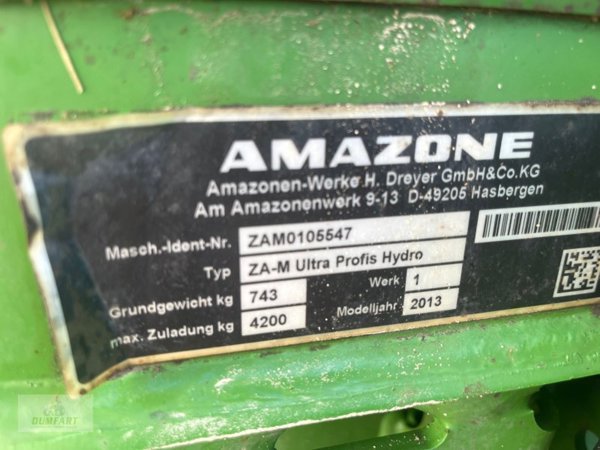 AMAZONE
Amazonen-Werke H. Dreyer GmbH&Co.KG
Am Amazonenwerk 9-13 D-49205 Hasbergen
Masch.-Ident-Nr. ZAM0105547
Typ ZA-M Ultra Profis Hydro
Grundgewicht kg 743 Werk 1
max. Zuladung kg 4200 Modelljahr 2013
DUMFART